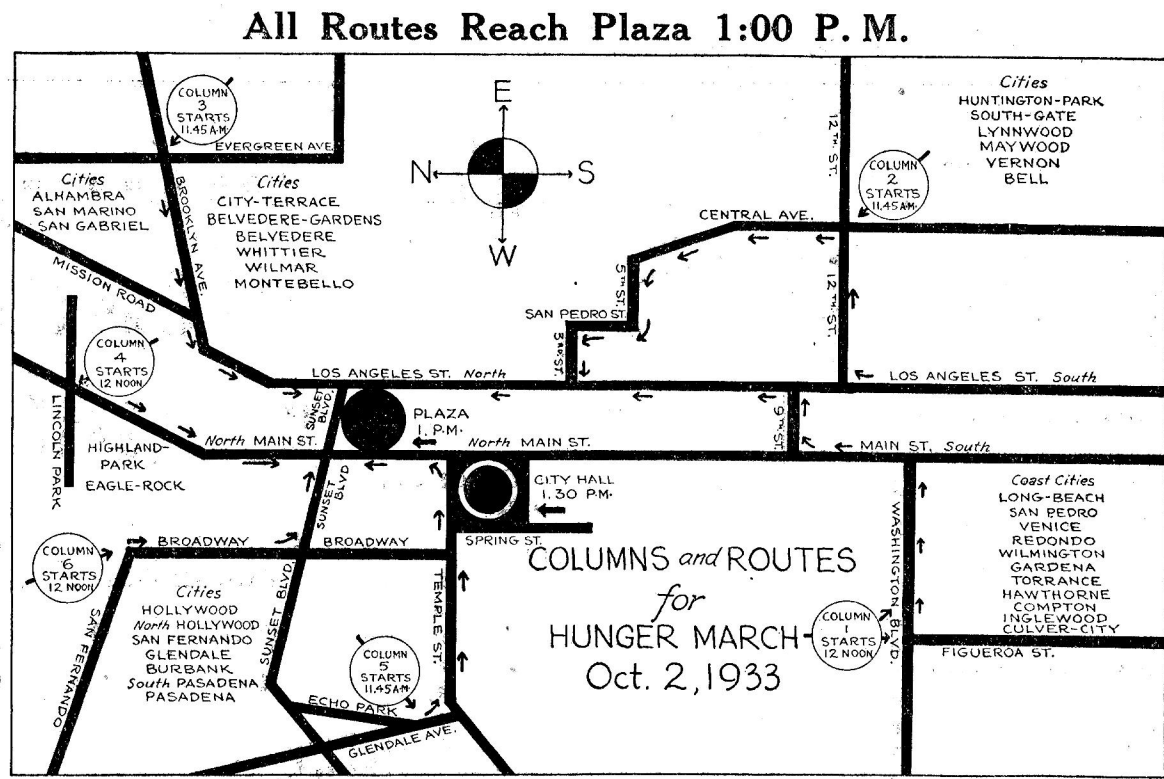 All Routes Reach Plaza 1:00 P. M.
COLUMN
3
STARTS
11.45 A.M.
EVERGREEN AVE.
E
N
S
W
12TH ST.
Cities
HUNTINGTON-PARK
SOUTH-GATE
LYNNWOOD
MAYWOOD
VERNON
BELL
COLUMN
2
STARTS
11.45 A.M.
Cities
ALHAMBRA
SAN MARINO
SAN GABRIEL
BROOKLYN AVE.
Cities
CITY-TERRACE
BELVEDERE-GARDENS
BELVEDERE
WHITTIER
WILMAR
MONTEBELLO
CENTRAL AVE.
MISSION ROAD
5TH ST.
12TH ST.
SAN PEDRO ST.
3RD ST.
COLUMN
4
STARTS
12 NOON
LOS ANGELES ST. North
LOS ANGELES ST. South
LINCOLN PARK
SUNSET
BLVD.
PLAZA
1. P.M.
9TH ST.
HIGHLAND-
PARK
EAGLE-ROCK
North MAIN ST.
North MAIN ST.
MAIN ST. South
SUNSET
BLVD
CITY HALL
1.30 P.M.
Coast Cities
LONG-BEACH
SAN PEDRO
VENICE
REDONDO
WILMINGTON
GARDENA
TORRANCE
HAWTHORNE
COMPTON
INGLEWOOD
CULVER-CITY
WASHINGTON BLVD.
SPRING ST.
COLUMN
6
STARTS
12 NOON
BROADWAY
BROADWAY
COLUMNS and ROUTES
for
HUNGER MARCH
Oct. 2, 1933
Cities
HOLLYWOOD
North HOLLYWOOD
SAN FERNANDO
GLENDALE
BURBANK
South PASADENA
PASADENA
SAN FERNANDO
SUNSET BLVD.
TEMPLE ST.
COLUMN
1
STARTS
12 NOON
FIGUEROA ST.
COLUMN
5
STARTS
11.45 A.M
ECHO PARK
GLENDALE AVE.